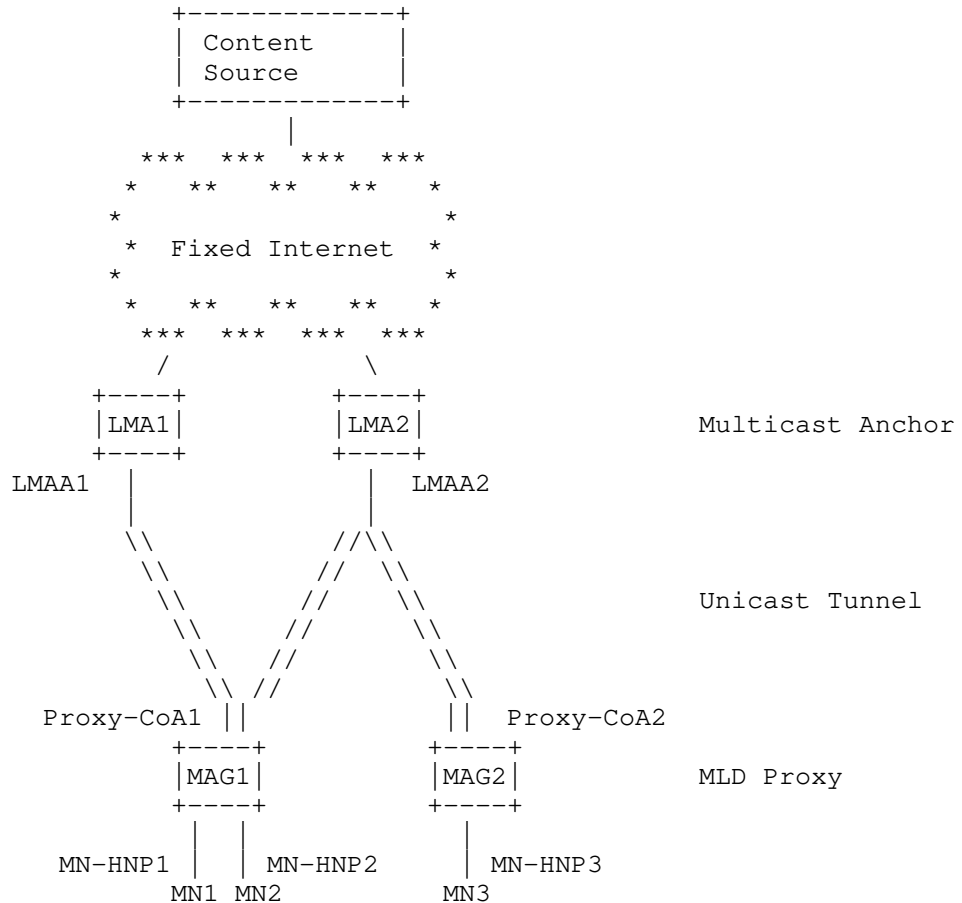 Content
Source
Fixed Internet
LMA1 LMA2 Multicast Anchor
LMAA1 LMAA2
Unicast Tunnel
Proxy-CoA1 Proxy-CoA2
MAG1 MAG2 MLD Proxy
MN-HNP1 MN-HNP2 MN-HNP3
MN1 MN2 MN3